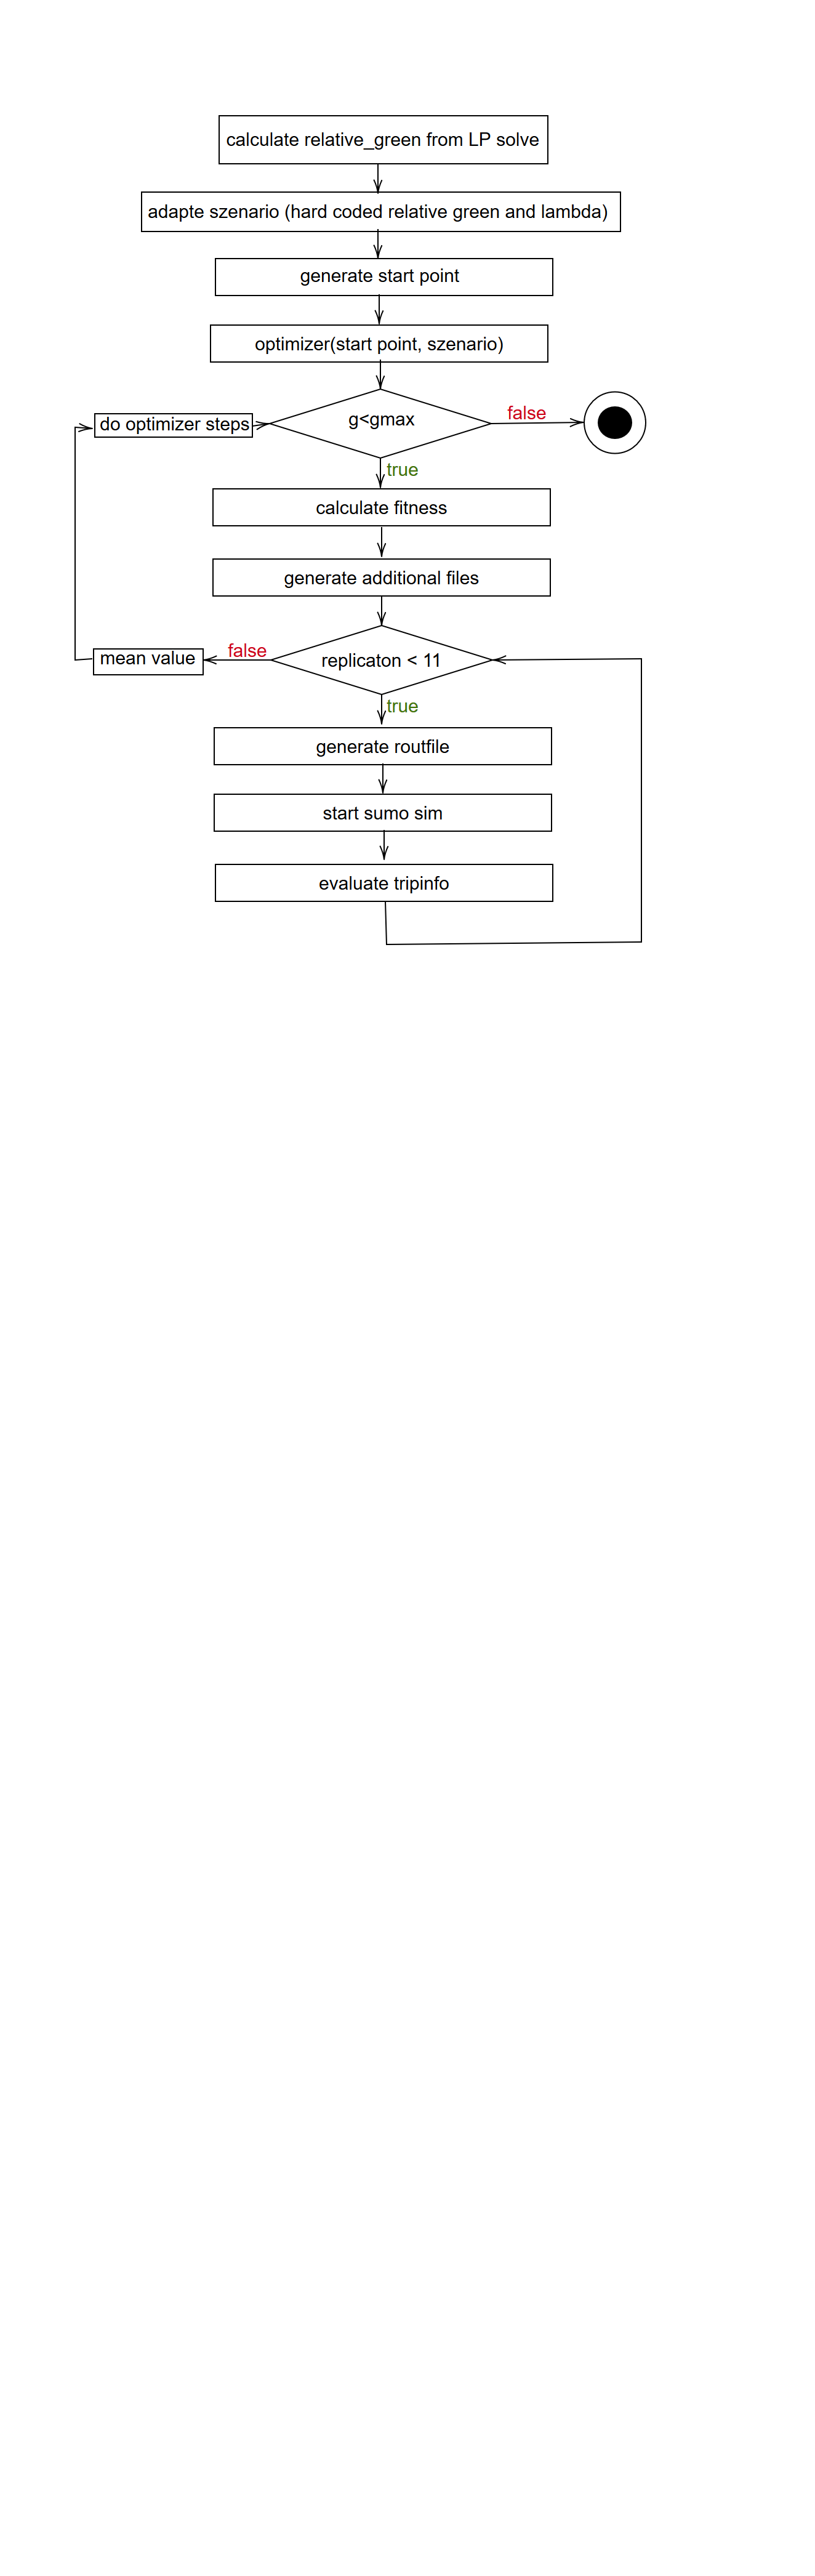 calculate relative_green from LP solve
adapte szenario (hard coded relative green and lambda)
generate start point
optimizer(start point, szenario)
do optimizer steps
g<gmax
false
true
calculate fitness
generate additional files
mean value
false
replicaton < 11
true
generate routfile
start sumo sim
evaluate tripinfo